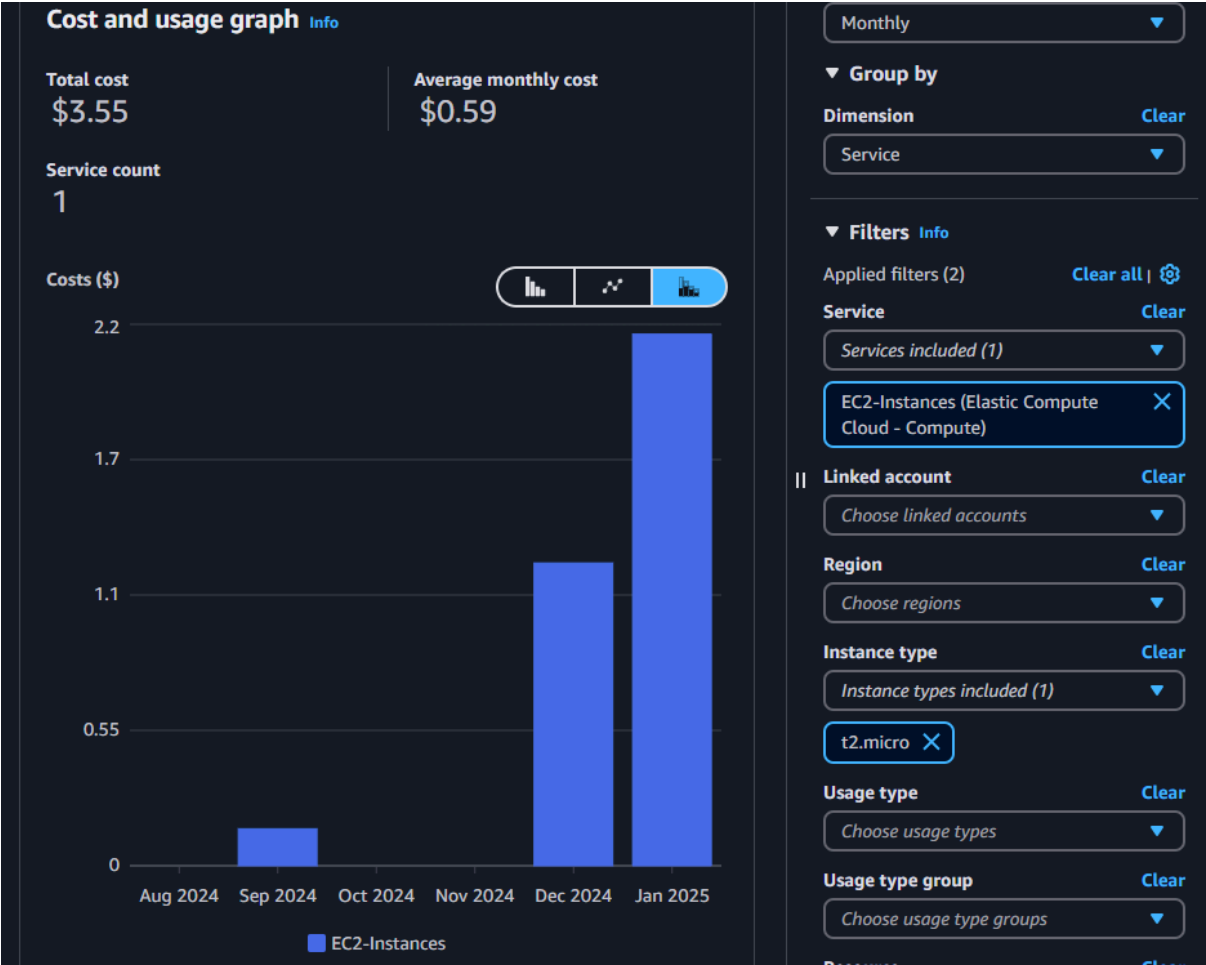 Cost and usage graph Info
Total cost
$3.55
Average monthly cost
$0.59
Service count
1
Costs ($)
2.2
1.7
1.1
0.55
0
Aug 2024 Sep 2024 Oct 2024 Nov 2024 Dec 2024 Jan 2025
EC2-Instances
Monthly
Group by
Dimension Clear
Service
Filters Info
Applied filters (2) Clear all |
Service Clear
Services included (1)
EC2-Instances (Elastic Compute
Cloud - Compute)
Linked account Clear
Choose linked accounts
Region Clear
Choose regions
Instance type Clear
Instance types included (1)
t2.micro
Usage type Clear
Choose usage types
Usage type group Clear
Choose usage type groups